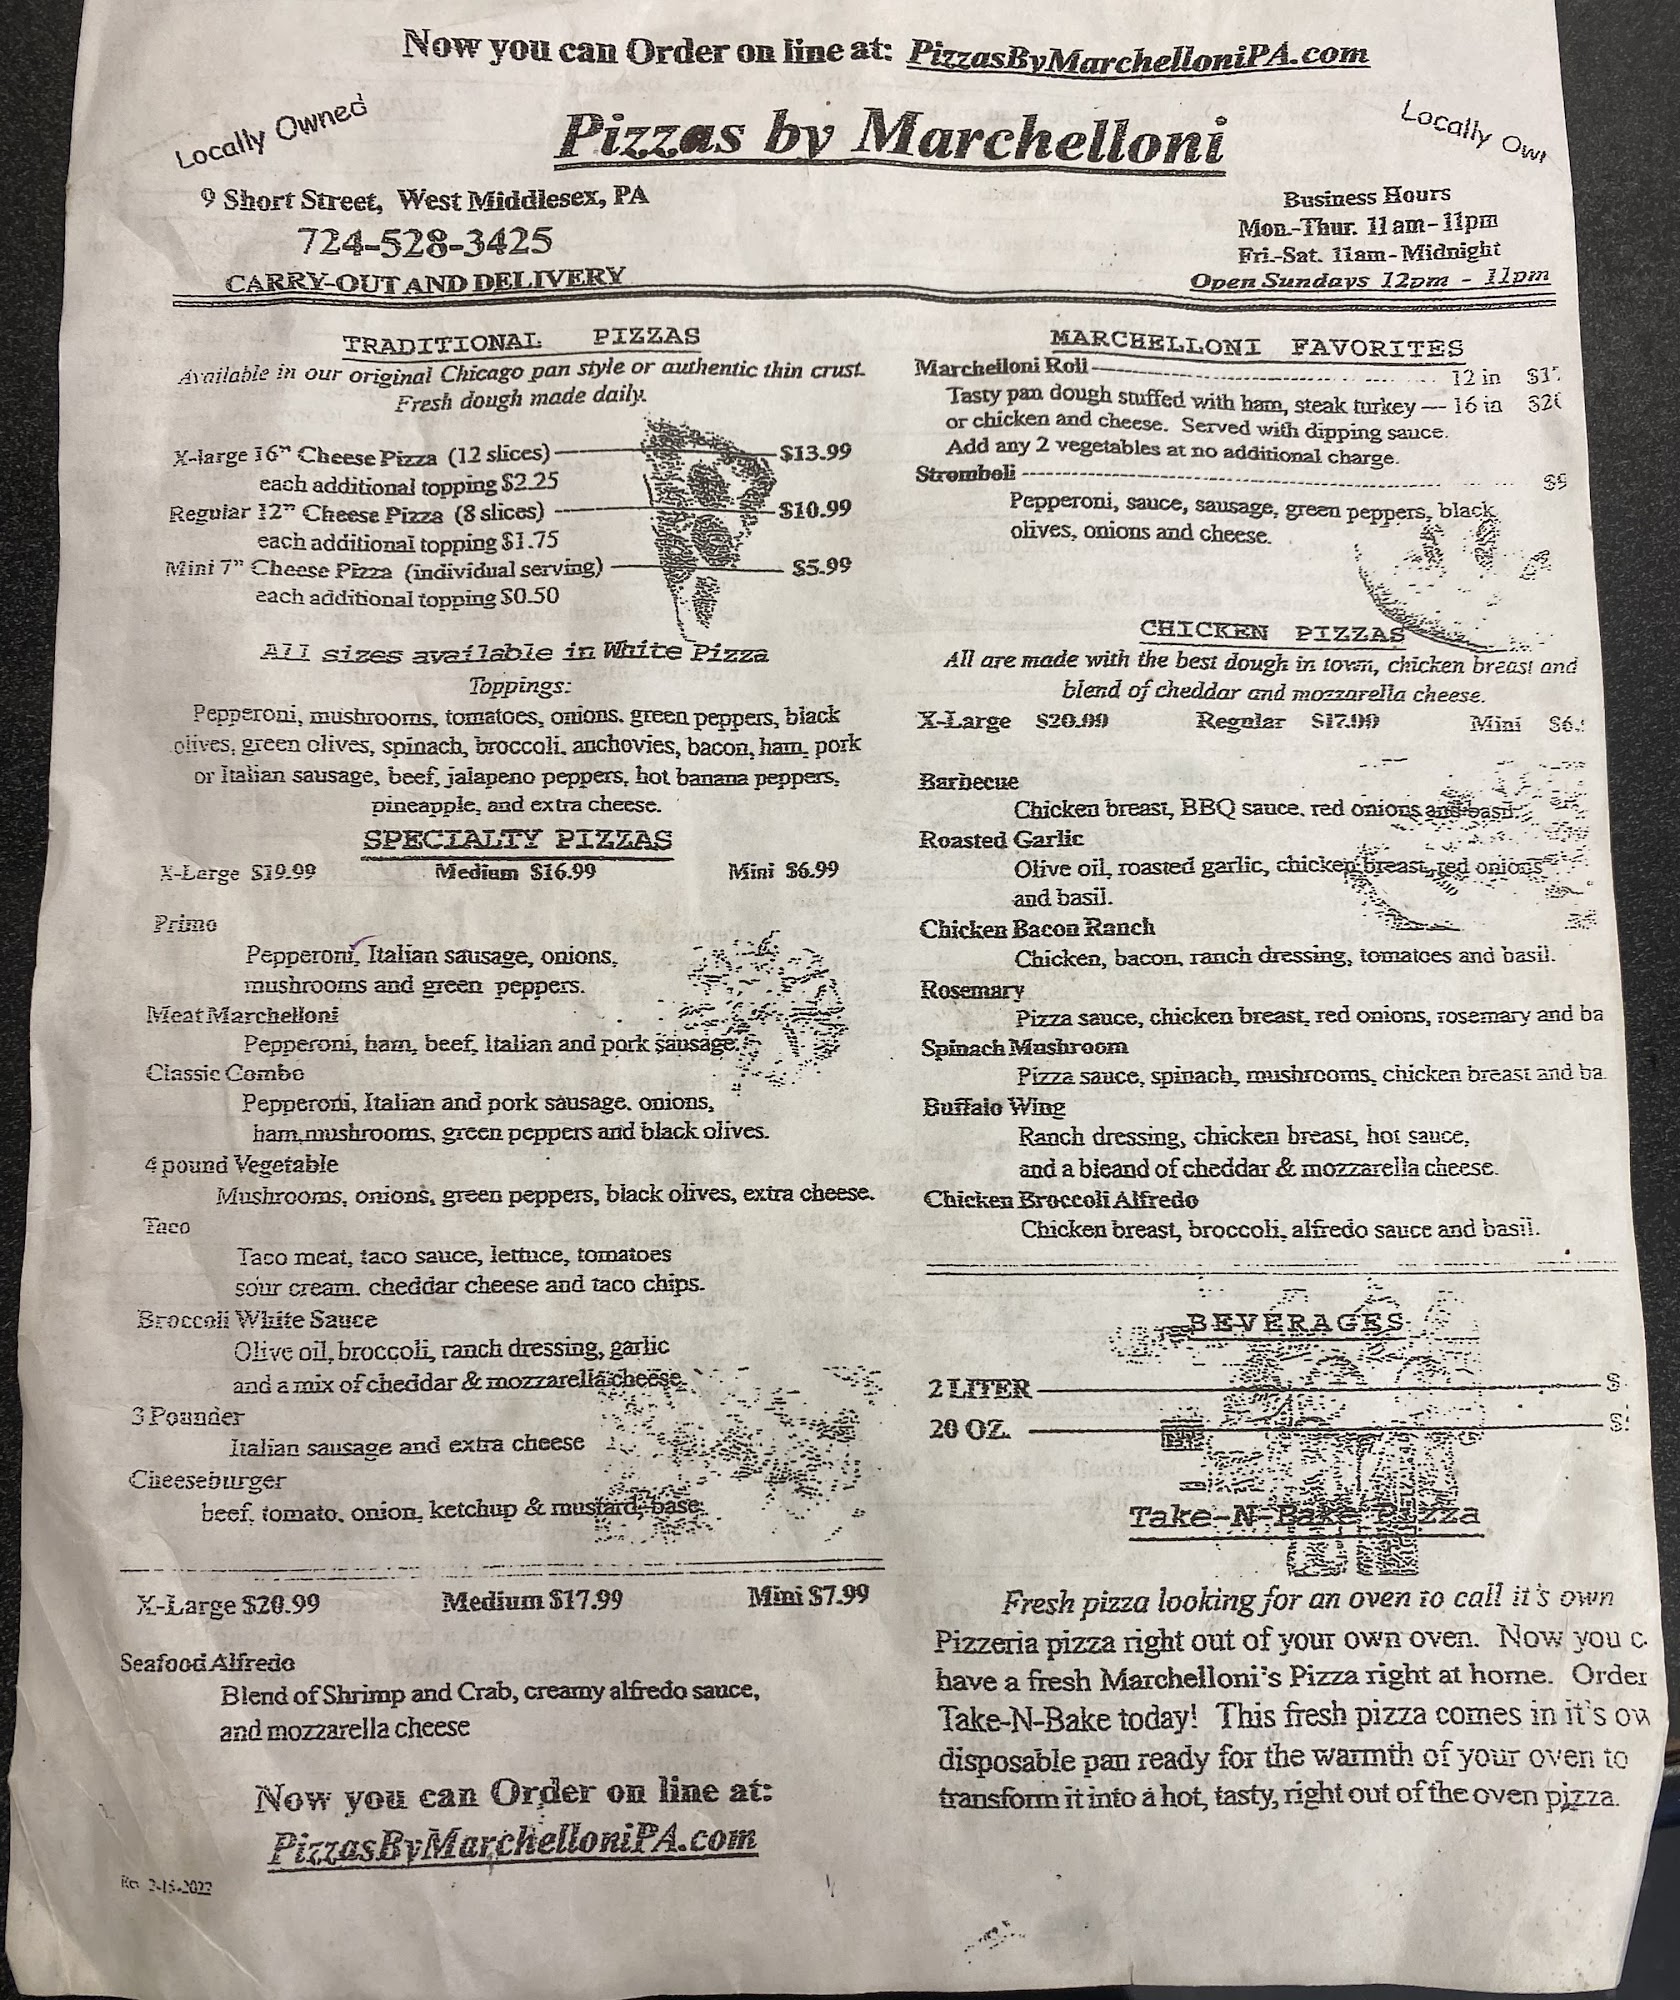 Now you can Order on line at: PizzasByMarchelloniPA.com
Locally Owned
Locally Ow
Pizzas by Marchelloni
9 Short Street, West Middlesex, PA
724-528-3425
CARRY-OUT AND DELIVERY
Business Hours
Mon.-Thur. 11am-11pm
Fri.-Sat. 11am-Midnight
Open Sundays 12pm - 11pm
TRADITIONAL PIZZAS
Available in our original Chicago pan style or authentic thin crust.
Fresh dough made daily.
X-large 16" Cheese Pizza (12 slices) $13.99
each additional topping $2.25
Regular 12" Cheese Pizza (8 slices) $10.99
each additional topping $1.75
Mini 7" Cheese Pizza (individual serving) $5.99
each additional topping $0.50
All sizes available in White Pizza
Toppings:
Pepperoni, mushrooms, tomatoes, onions. green peppers, black
olives, green olives, spinach, broccoli, anchovies, bacon, ham, pork
or Italian sausage, beef, jalapeno peppers, hot banana peppers,
pineapple, and extra cheese.
SPECIALTY PIZZAS
X-Large $19.99 Medium $16.99 Mini $6.99
Primo
Pepperoni, Italian sausage, onions,
mushrooms and green peppers.
Meat Marchelloni
Pepperoni, ham, beef, Italian and pork sausage.
Classic Combo
Pepperoni, Italian and pork sausage, onions,
ham,mushrooms, green peppers and black olives.
4 pound Vegetable
Mushrooms, onions, green peppers, black olives, extra cheese.
Taco
Taco meat, taco sauce, lettuce, tomatoes
sour cream, cheddar cheese and taco chips.
Broccoli White Sauce
Olive oil, broccoli, ranch dressing, garlic
and a mix of cheddar & mozzarella cheese.
3 Pounder
Italian sausage and extra cheese
Cheeseburger
beef, tomato, onion, ketchup & mustard, base
X-Large $20.99 Medium $17.99 Mini $7.99
Seafood Alfredo
Blend of Shrimp and Crab, creamy alfredo sauce,
and mozzarella cheese
Now you can Order on line at:
PizzasByMarchelloniPA.com
2-15-2022
MARCHELLONI FAVORITES
Marchelloni Roll 12 in
Tasty pan dough stuffed with ham, steak turkey — 16 in
or chicken and cheese. Served with dipping sauce.
Add any 2 vegetables at no additional charge.
Stromboli
Pepperoni, sauce, sausage, green peppers, black
olives, onions and cheese.
CHICKEN PIZZAS
All are made with the best dough in town, chicken breast and
blend of cheddar and mozzarella cheese.
X-Large $20.99 Regular $17.99 Mini $6.
Barbecue
Chicken breast, BBQ sauce, red onions and basil.
Roasted Garlic
Olive oil, roasted garlic, chicken breast, red onions
and basil.
Chicken Bacon Ranch
Chicken, bacon, ranch dressing, tomatoes and basil.
Rosemary
Pizza sauce, chicken breast, red onions, rosemary and ba
Spinach Mushroom
Pizza sauce, spinach, mushrooms, chicken breast and ba
Buffalo Wing
Ranch dressing, chicken breast, hot sauce,
and a bleand of cheddar & mozzarella cheese.
Chicken Broccoli Alfredo
Chicken breast, broccoli, alfredo sauce and basil.
BEVERAGES
2 LITER $
20 OZ. $
Take-N-Bake Pizza
Fresh pizza looking for an oven to call it's own
Pizzeria pizza right out of your own oven. Now you c
have a fresh Marchelloni's Pizza right at home. Order
Take-N-Bake today! This fresh pizza comes in it's ow
disposable pan ready for the warmth of your oven to
transform it into a hot, tasty, right out of the oven pizza.